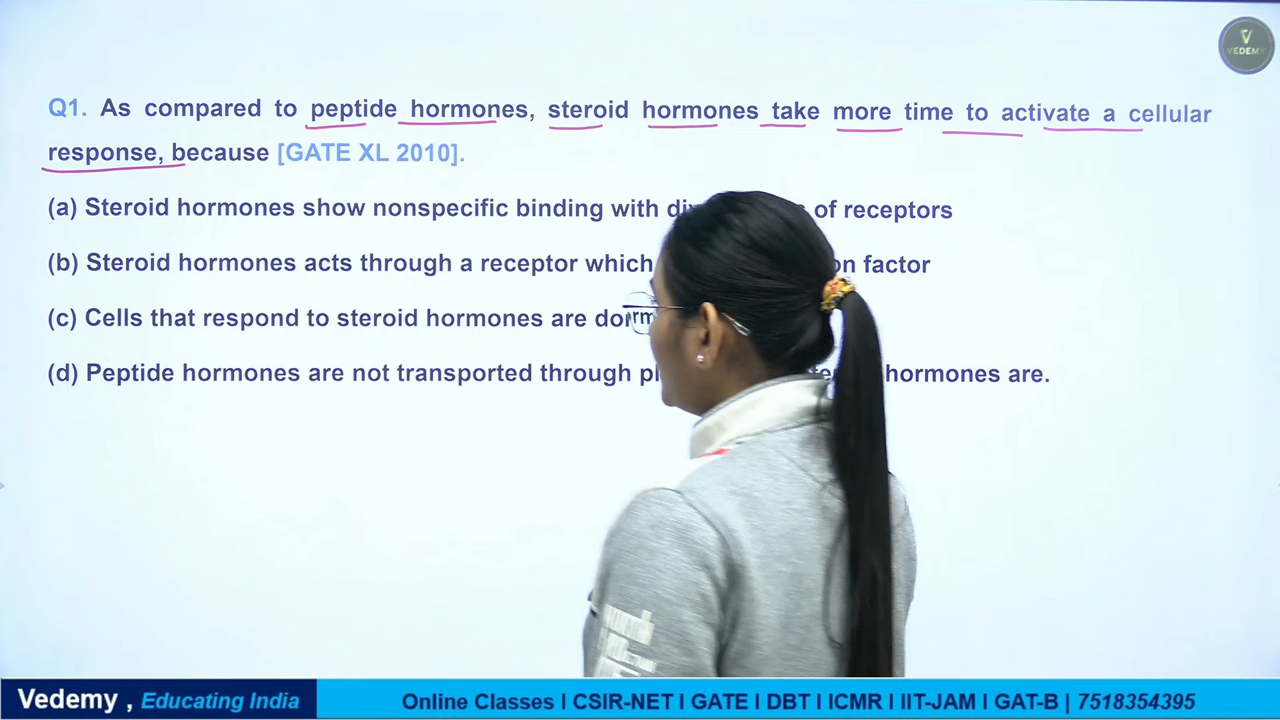 V
VEDEMY
Q1. As compared to peptide hormones, steroid hormones take more time to activate a cellular
response, because [GATE XL 2010].
(a) Steroid hormones show nonspecific binding with of receptors
(b) Steroid hormones acts through a receptor which factor
(c) Cells that respond to steroid hormones are
(d) Peptide hormones are not transported through hormones are.
Vedemy , Educating India
Online Classes I CSIR-NET I GATE I DBT I ICMR I IIT-JAM I GAT-B | 7518354395